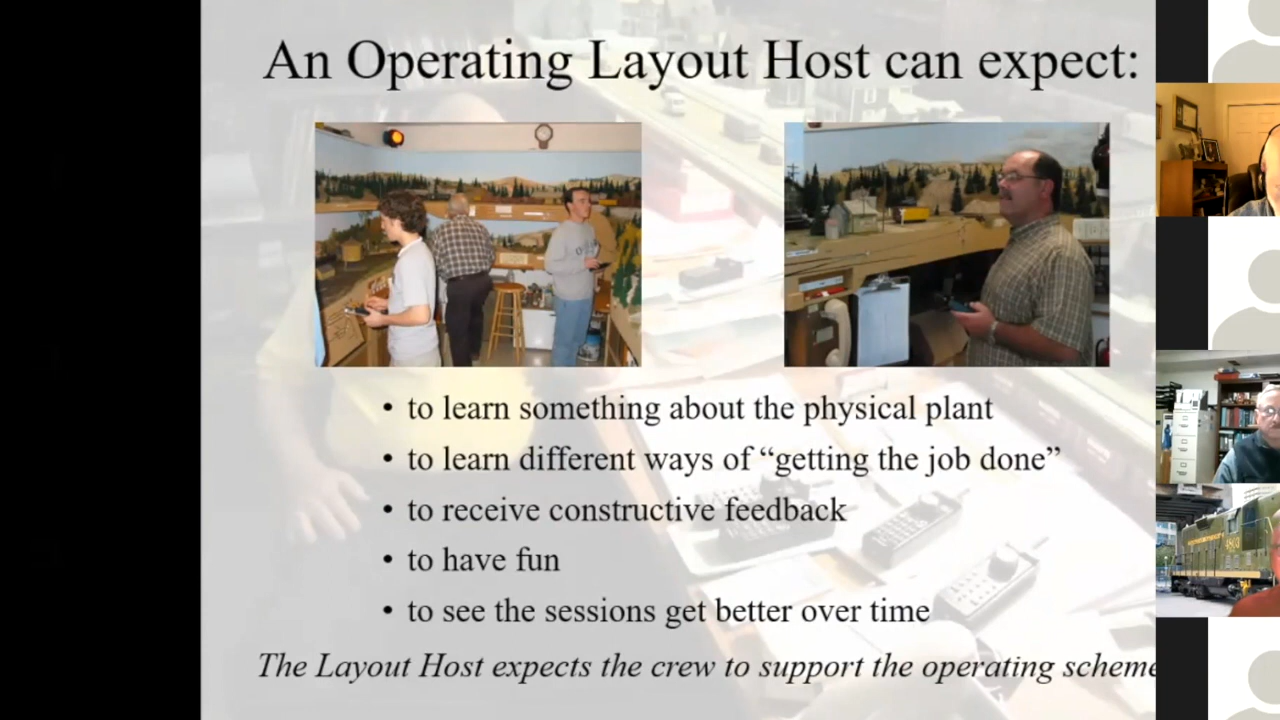 An Operating Layout Host can expect:
• to learn something about the physical plant
• to learn different ways of “getting the job done”
• to receive constructive feedback
• to have fun
• to see the sessions get better over time
The Layout Host expects the crew to support the operating scheme